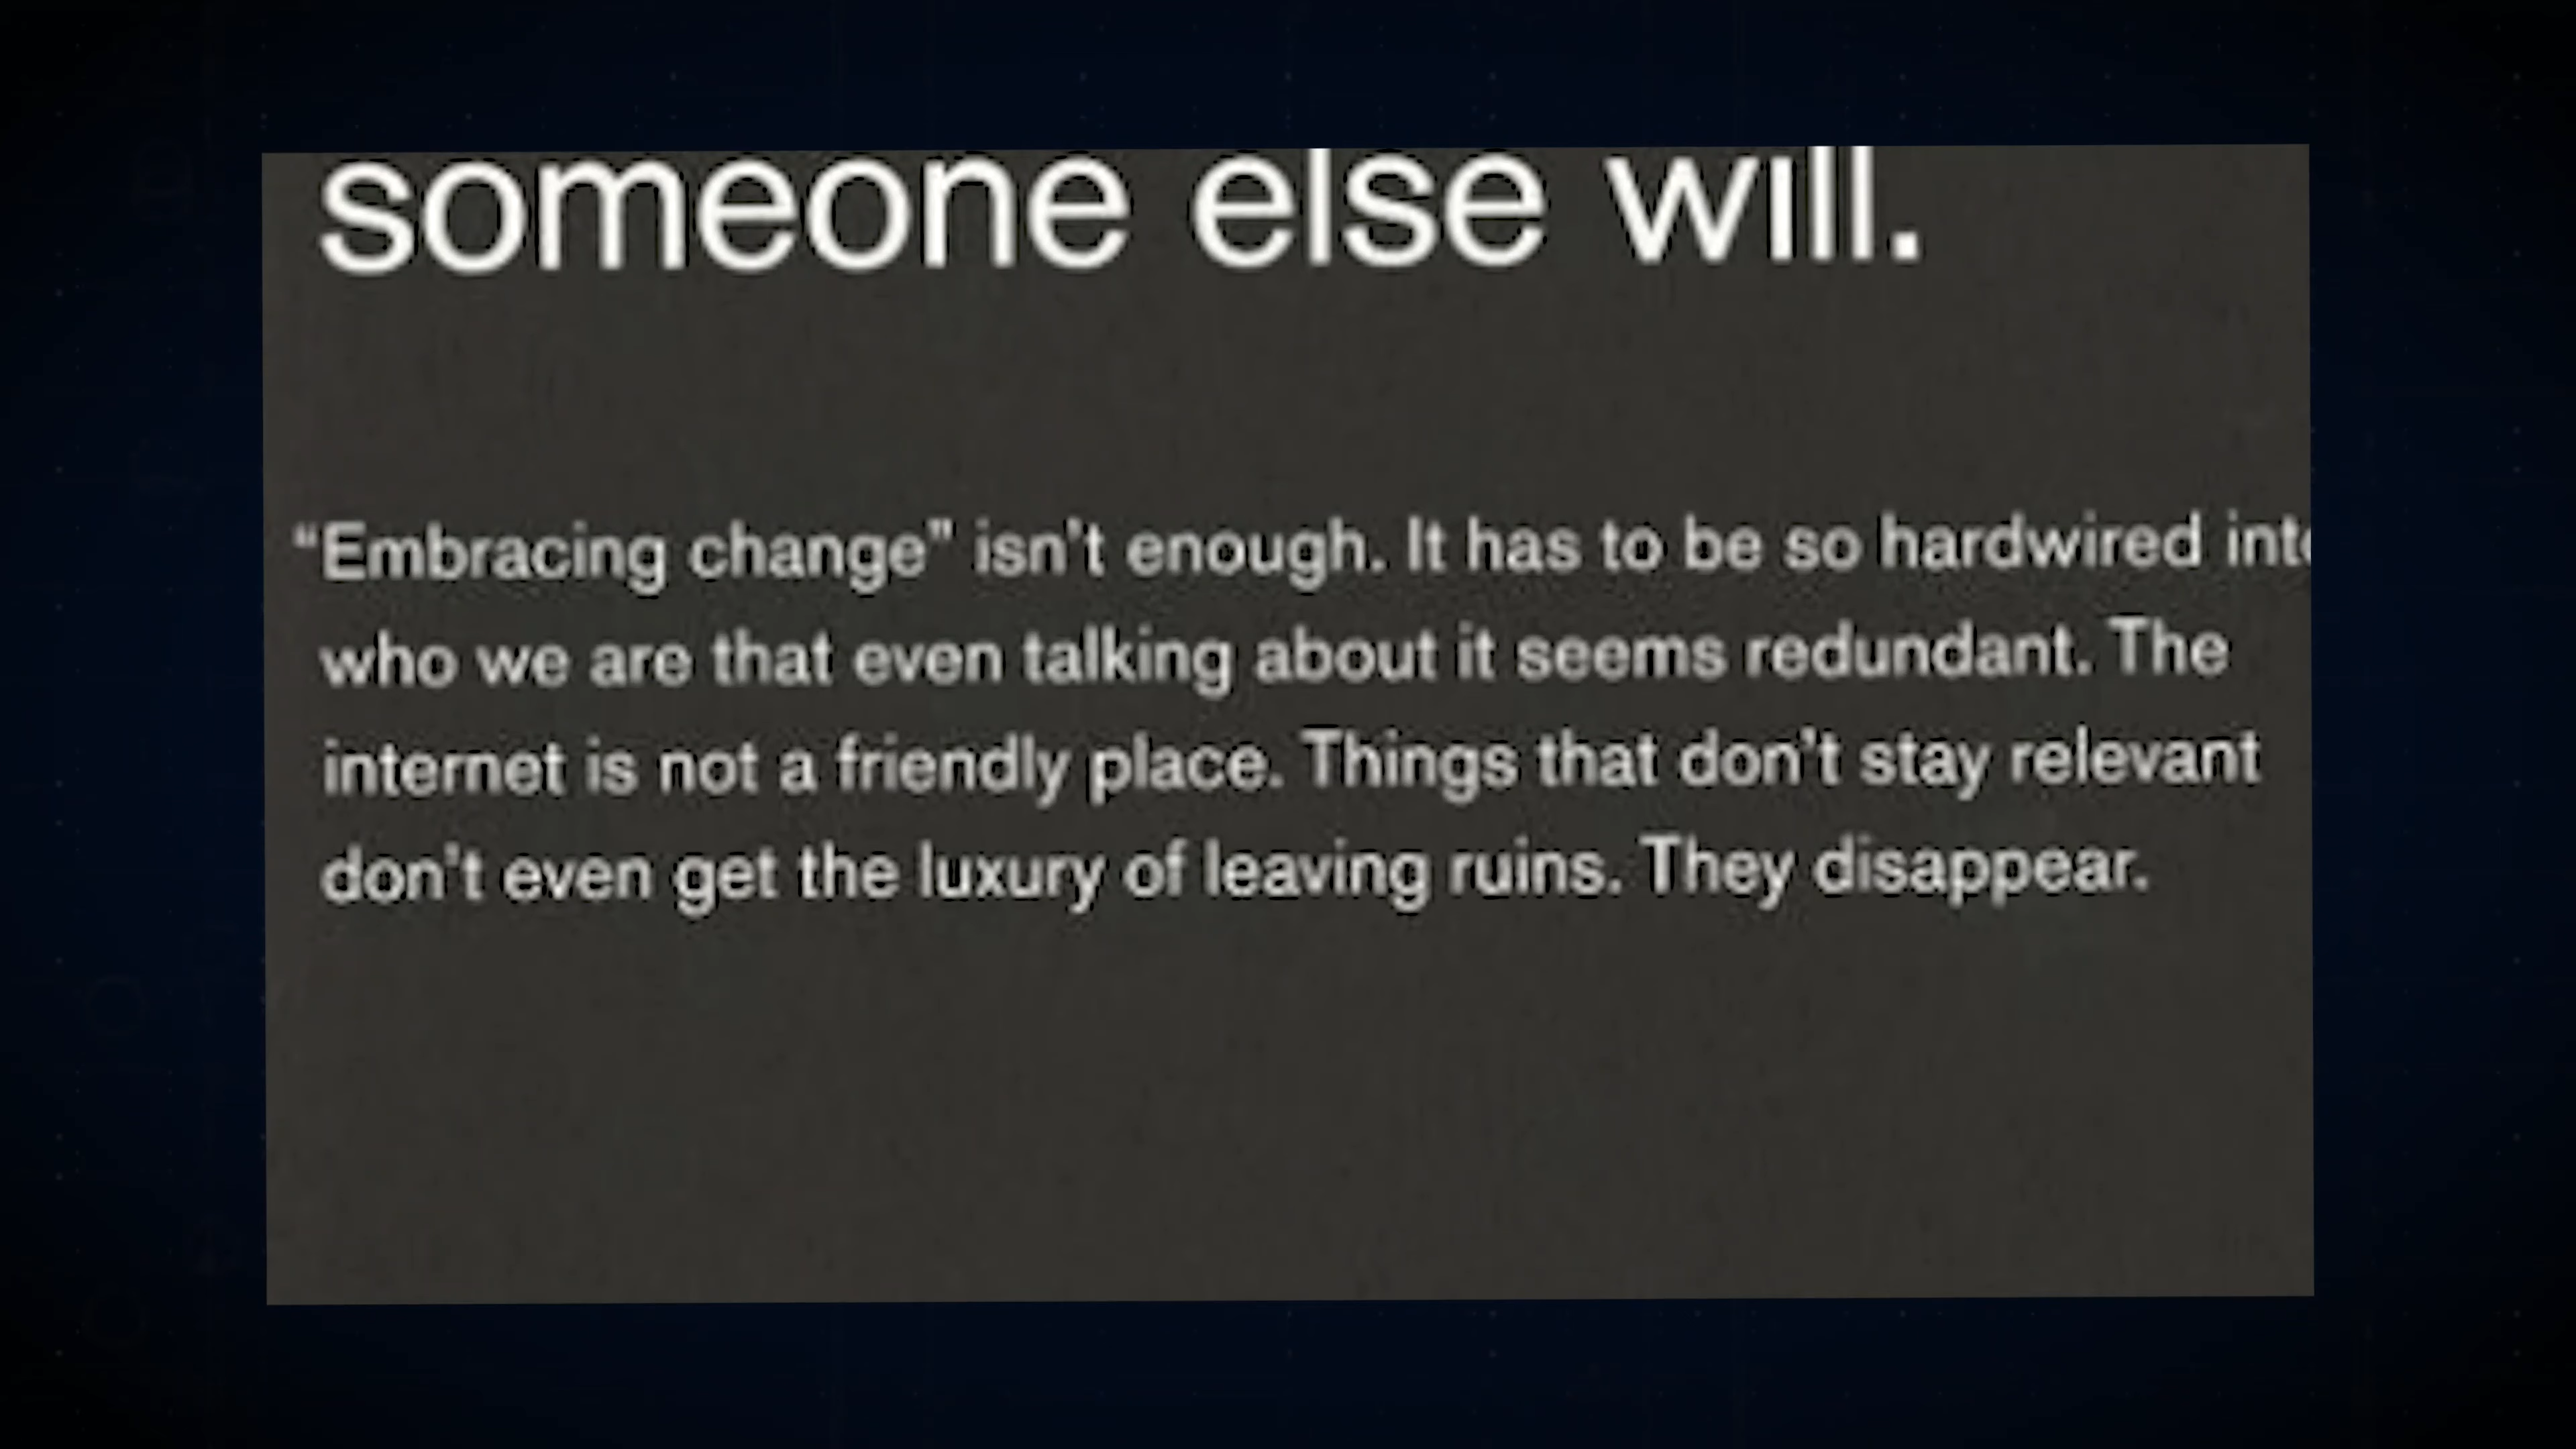 someone else will.
“Embracing change” isn't enough. It has to be so hardwired into
who we are that even talking about it seems redundant. The
internet is not a friendly place. Things that don't stay relevant
don't even get the luxury of leaving ruins. They disappear.